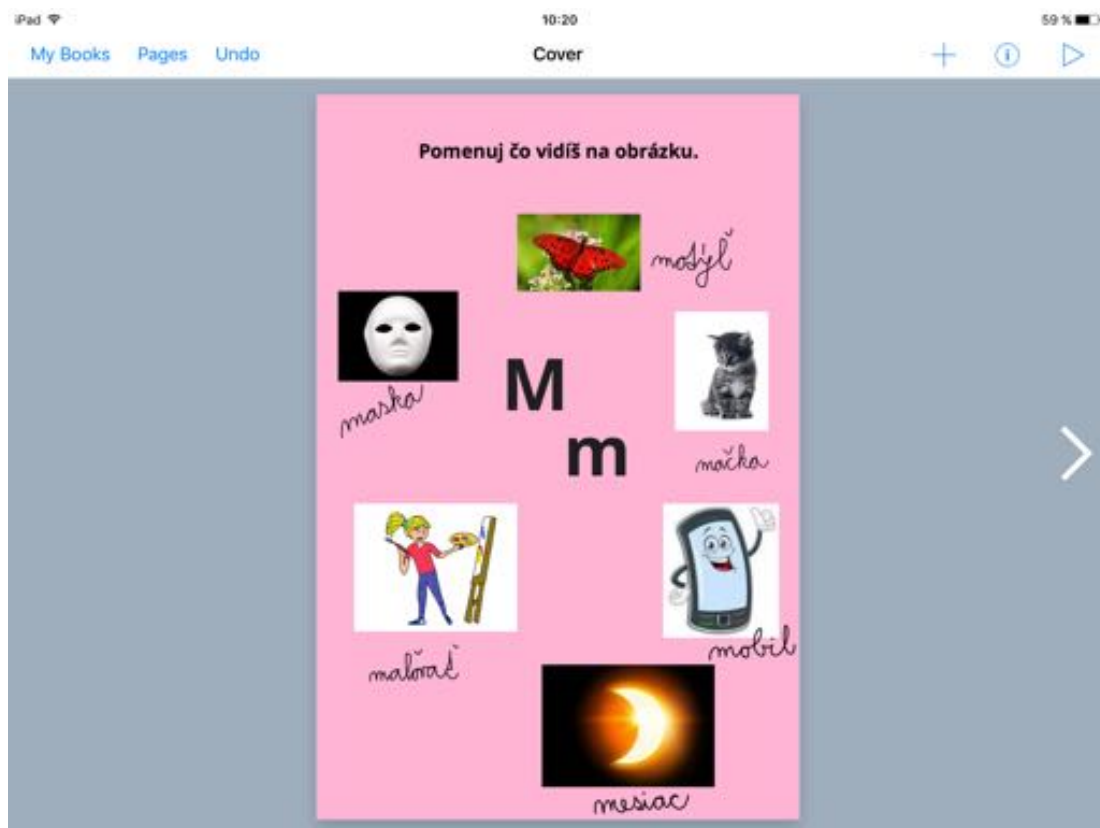 iPad
10:20
59 %
My Books
Pages
Undo
Cover
Pomenuj čo vidíš na obrázku.
motýľ
maska
M
m
mačka
mobil
mesiac